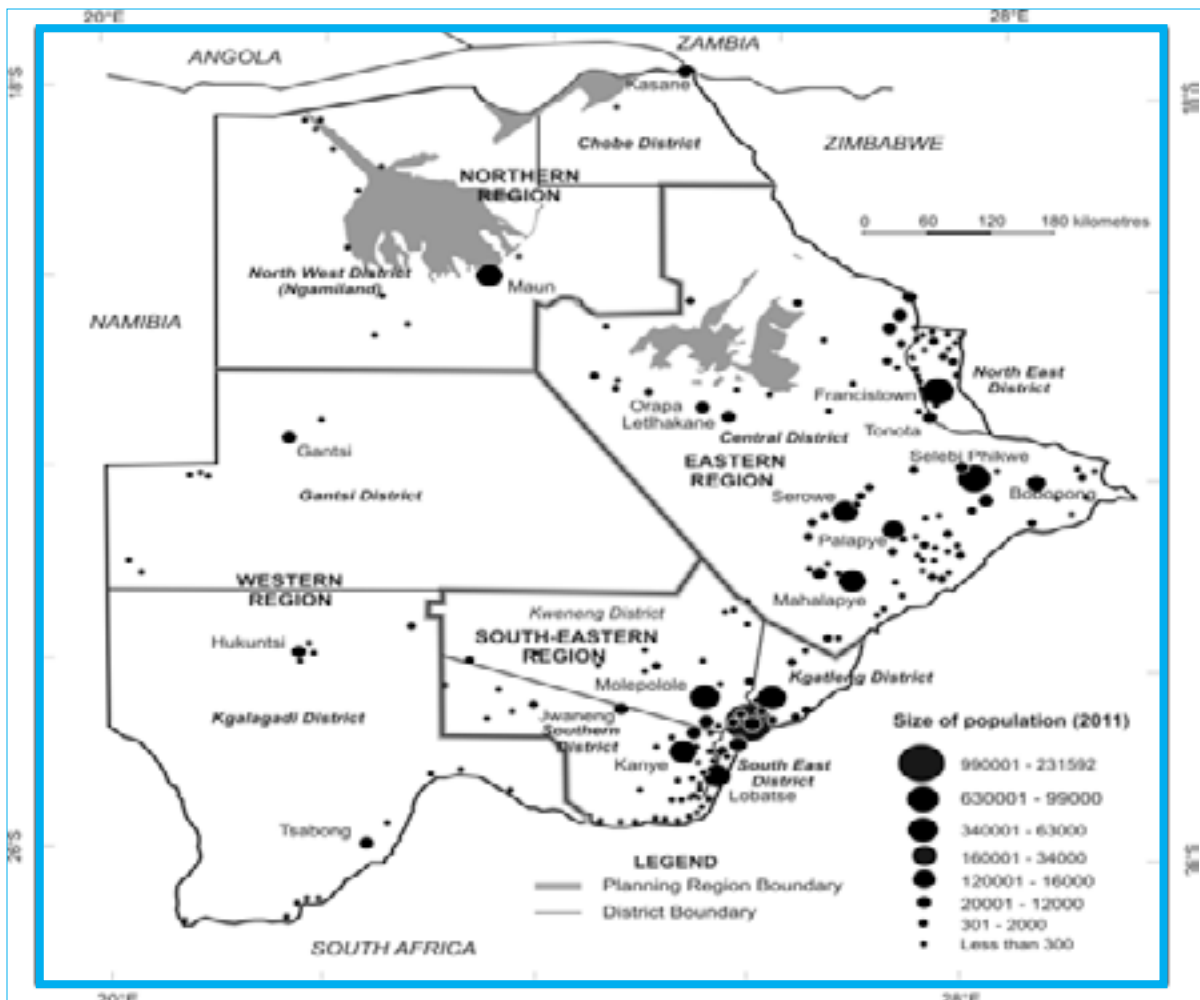 20°E
28°E
ANGOLA
ZAMBIA
18°S
Kasane
Chobe District
ZIMBABWE
NORTHERN
REGION
0 60 120 180 kilometres
North West District
(Ngamiland)
Maun
NAMIBIA
North East
District
Francistown
Orapa
Letlhakane
Central District
Tonota
Gantsi
EASTERN
REGION
Selebi Phikwe
Gantsi District
Serowe
Bobopong
Palapye
WESTERN
REGION
Mahalapye
Kweneng District
Hukuntsi
SOUTH-EASTERN
REGION
Molepolole
Kgatleng District
Kgalagadi District
Jwaneng
Southern
District
Size of population (2011)
Kanye
South East
District
Lobatse
990001 - 231592
630001 - 99000
340001 - 63000
160001 - 34000
120001 - 16000
20001 - 12000
301 - 2000
Less than 300
Tsabong
26°S
LEGEND
Planning Region Boundary
District Boundary
SOUTH AFRICA